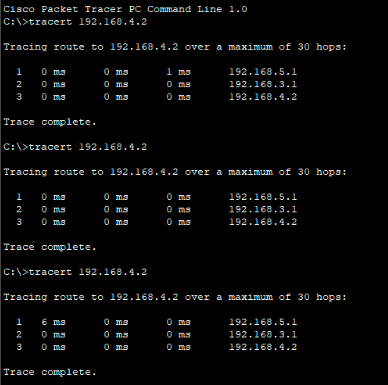 Cisco Packet Tracer PC Command Line 1.0
C:\>tracert 192.168.4.2
Tracing route to 192.168.4.2 over a maximum of 30 hops:
1 0 ms 0 ms 1 ms 192.168.5.1
2 0 ms 0 ms 0 ms 192.168.3.1
3 0 ms 0 ms 0 ms 192.168.4.2
Trace complete.
C:\>tracert 192.168.4.2
Tracing route to 192.168.4.2 over a maximum of 30 hops:
1 0 ms 0 ms 0 ms 192.168.5.1
2 0 ms 0 ms 0 ms 192.168.3.1
3 0 ms 0 ms 0 ms 192.168.4.2
Trace complete.
C:\>tracert 192.168.4.2
Tracing route to 192.168.4.2 over a maximum of 30 hops:
1 6 ms 0 ms 0 ms 192.168.5.1
2 0 ms 0 ms 0 ms 192.168.3.1
3 0 ms 0 ms 0 ms 192.168.4.2
Trace complete.